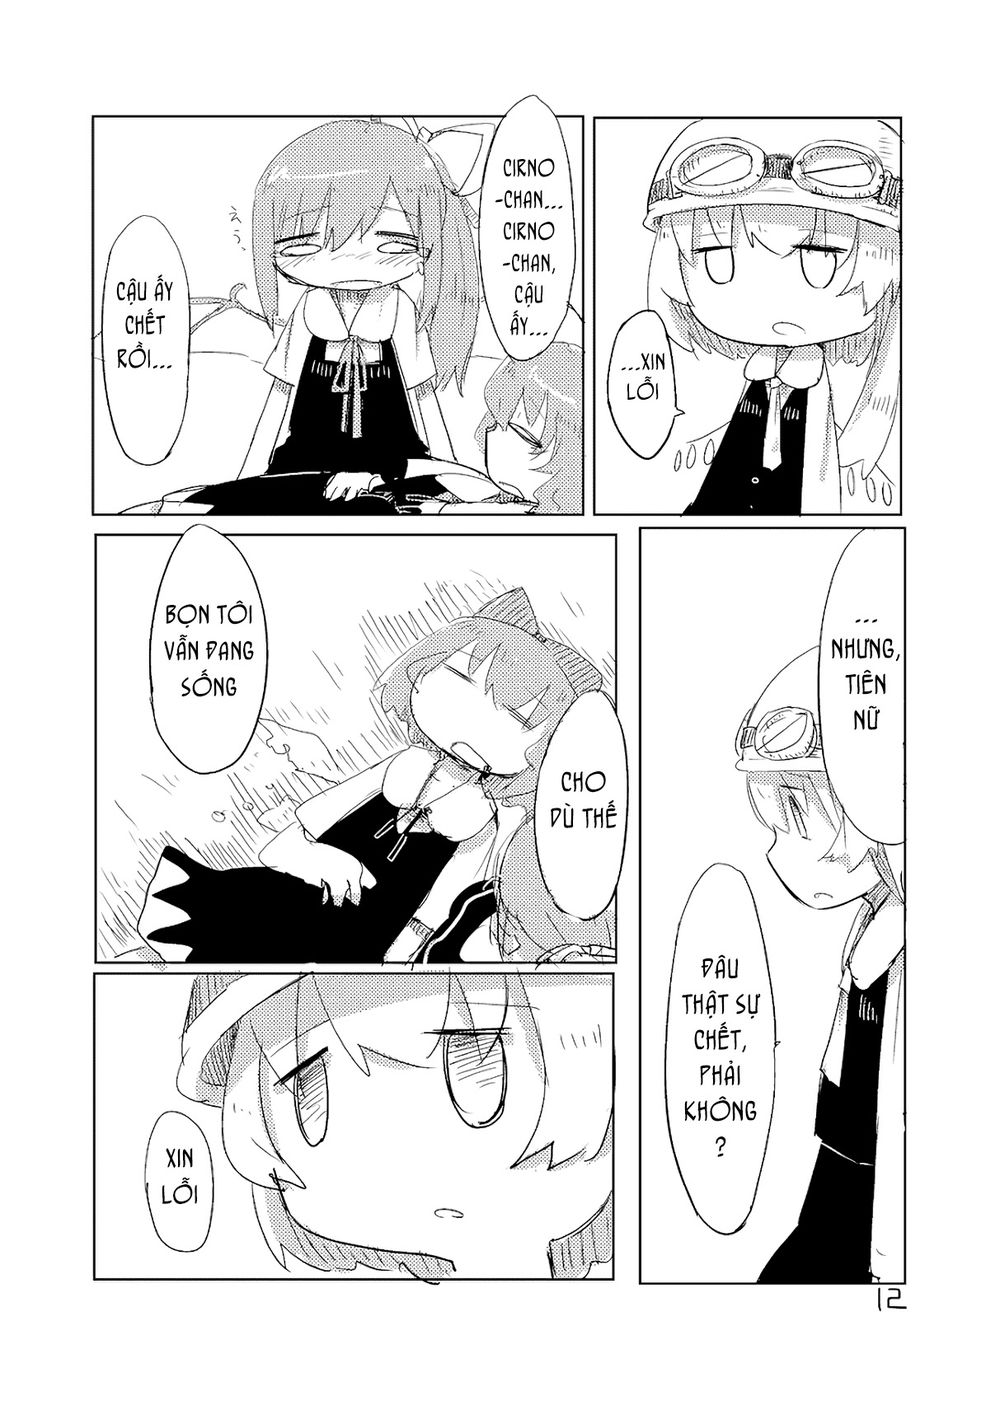 ...XIN
LỖI
CIRNO
-CHAN...
CIRNO
-CHAN,
CẬU
ẤY...
CẬU ẤY
CHẾT
RỒI...
...
NHƯNG,
TIÊN
NỮ
ĐÂU
THẬT SỰ
CHẾT,
PHẢI
KHÔNG
?
CHO
DÙ THẾ
BỌN TÔI
VẪN ĐANG
SỐNG
XIN
LỖI
12